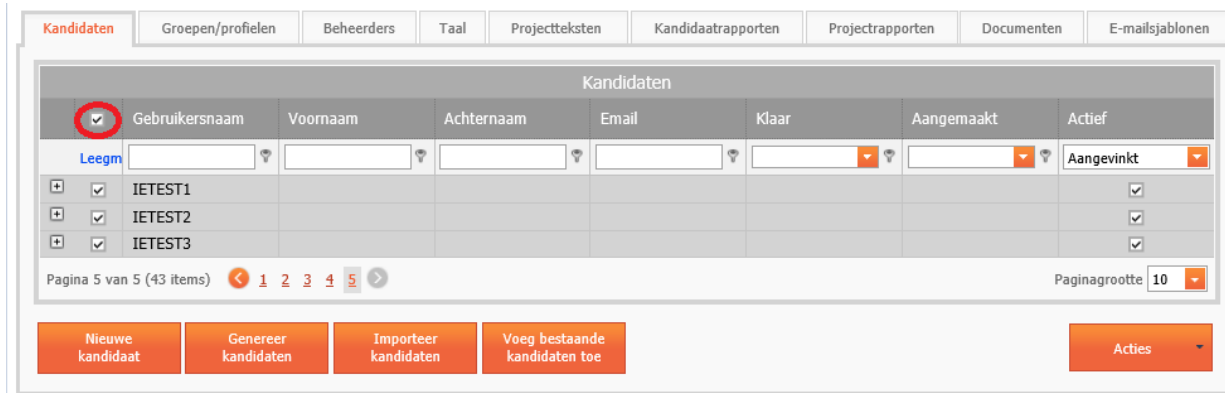 Kandidaten Groepen/profielen Beheerders Taal Projectteksten Kandidaatrapporten Projectrapporten Documenten E-mailsjablonen
Kandidaten
Gebruikersnaam Voornaam Achternaam Email Klaar Aangemaakt Actief
Leegm Aangevinkt
IETEST1
IETEST2
IETEST3
Pagina 5 van 5 (43 items) 1 2 3 4 5 Paginagrootte 10
Nieuwe kandidaat Genereer kandidaten Importeer kandidaten Voeg bestaande kandidaten toe Acties